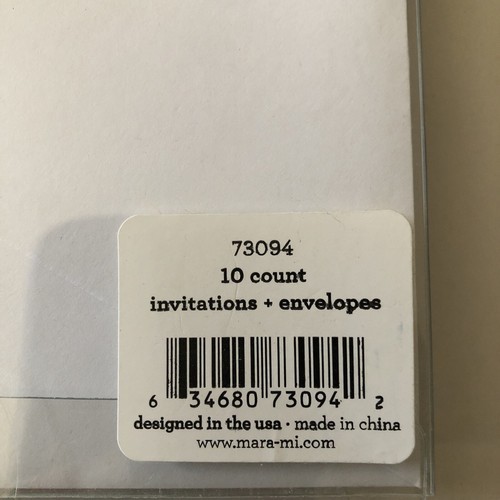 73094
10 count
invitations + envelopes
6 34680 73094 2
designed in the usa · made in china
www.mara-mi.com